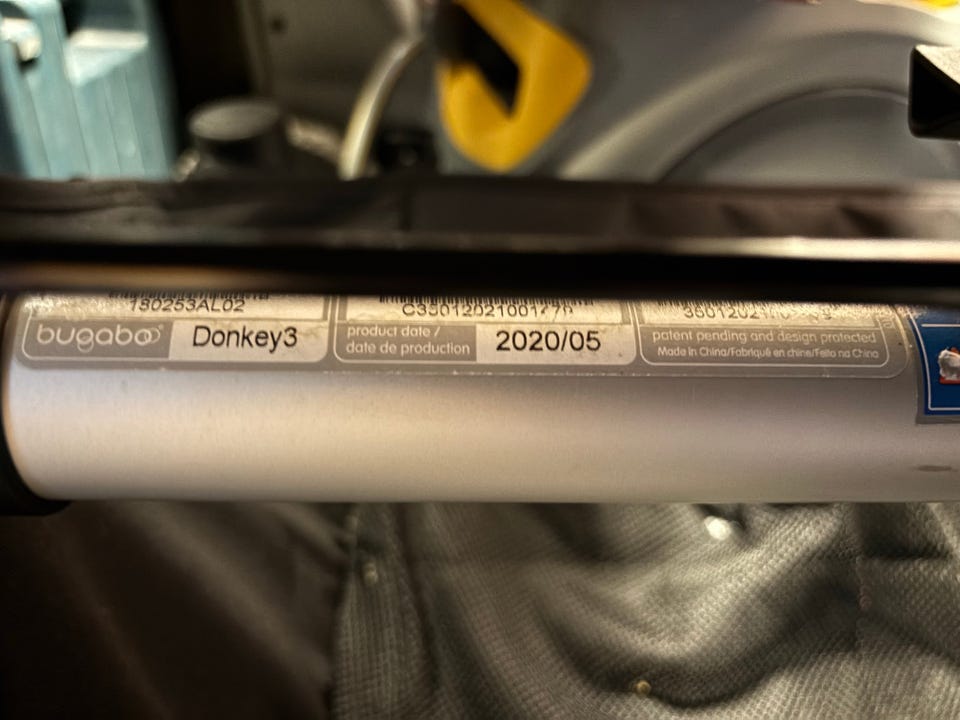 180253AL02
bugaboo Donkey3
product date /
date de production 2020/05
patent pending and design protected
Made in China/Fabriqué en chine/Feito na China